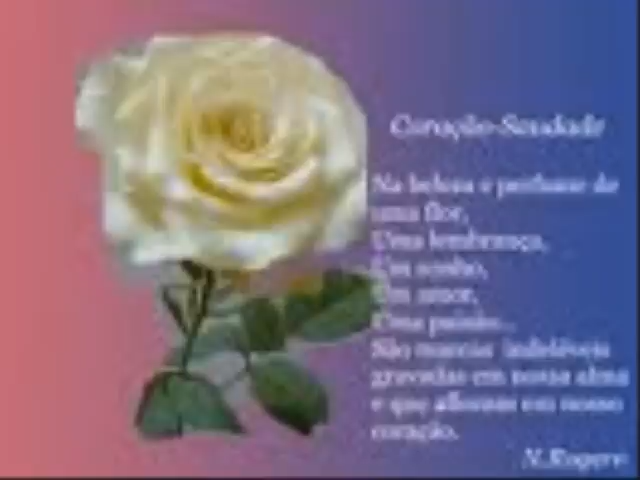 Coração-Saudade
Na beleza e perfume de
uma flor,
Uma lembrança,
Um sonho,
Um amor,
Uma paixão...
São marcas indeléveis
gravadas em nossa alma
e que afloram em nosso
coração.
N.Rogero